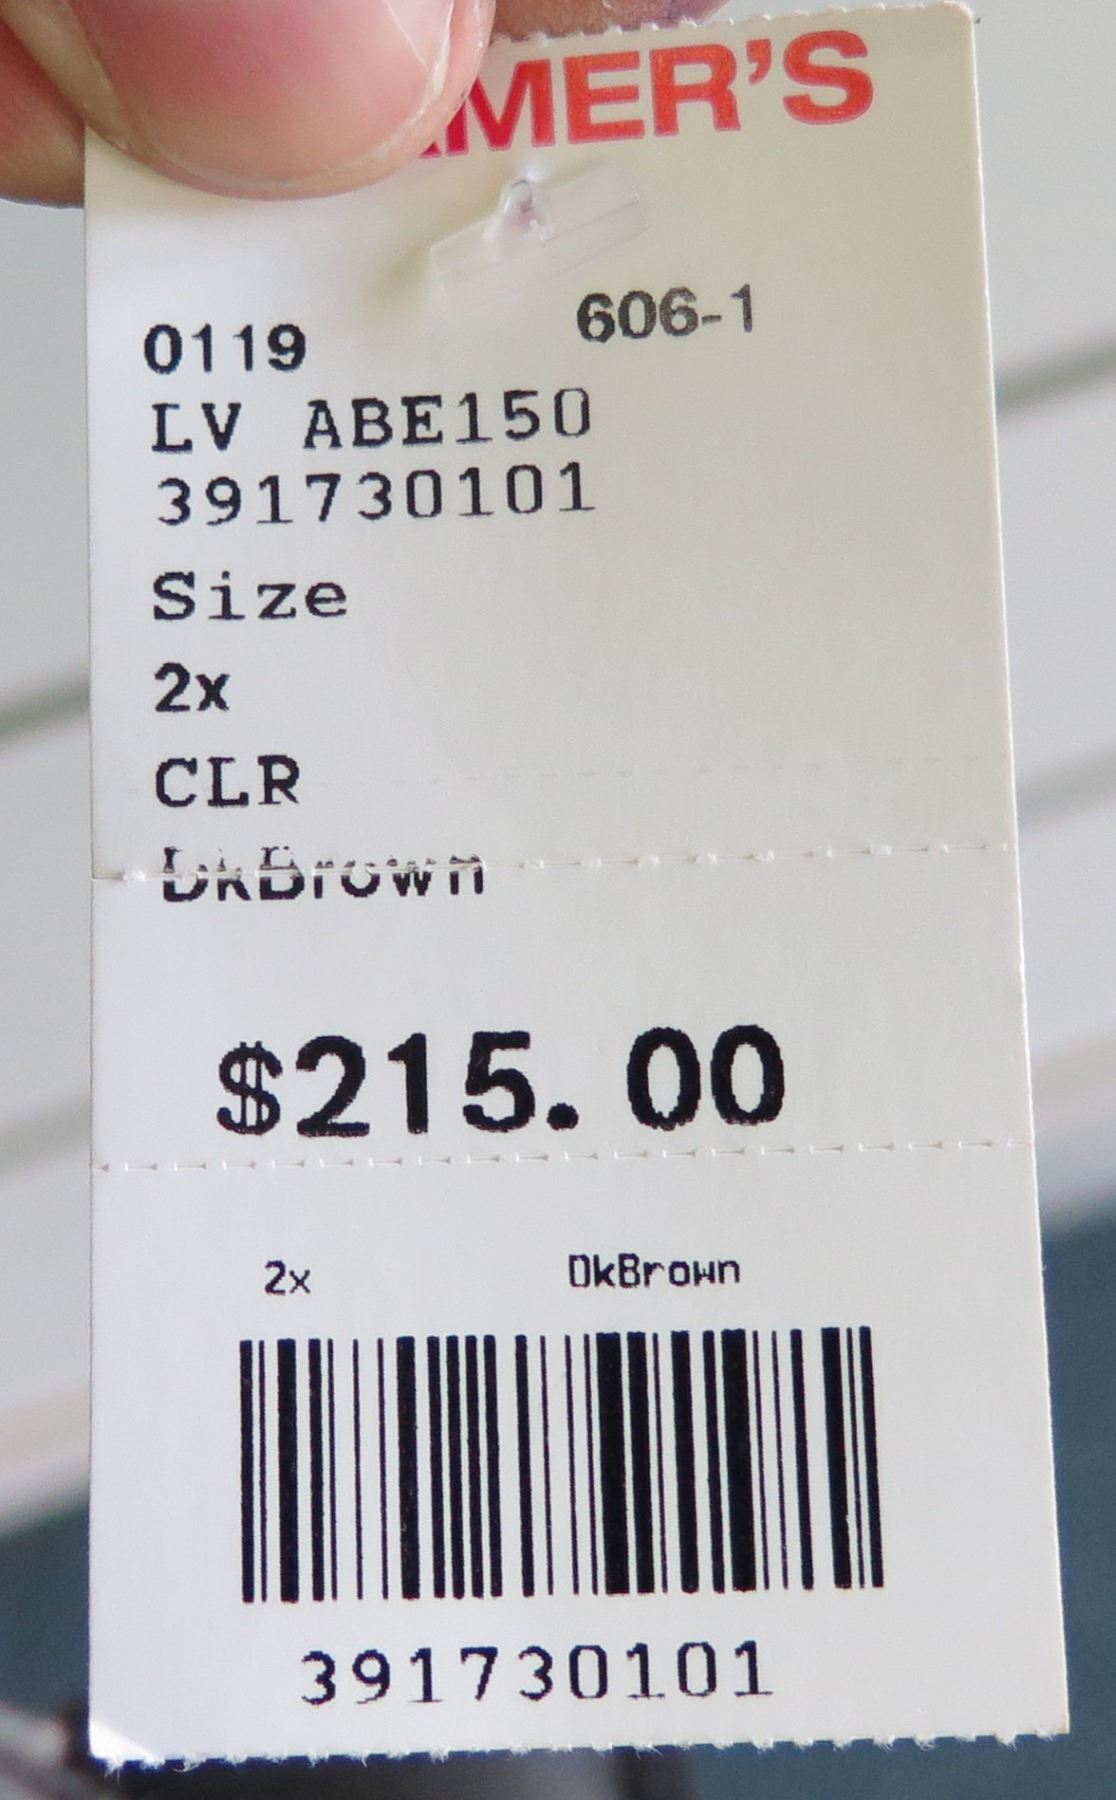 MER'S
0119 606-1
LV ABE150
391730101
Size
2x
CLR
DkBrown
$215.00
2x DkBrown
391730101